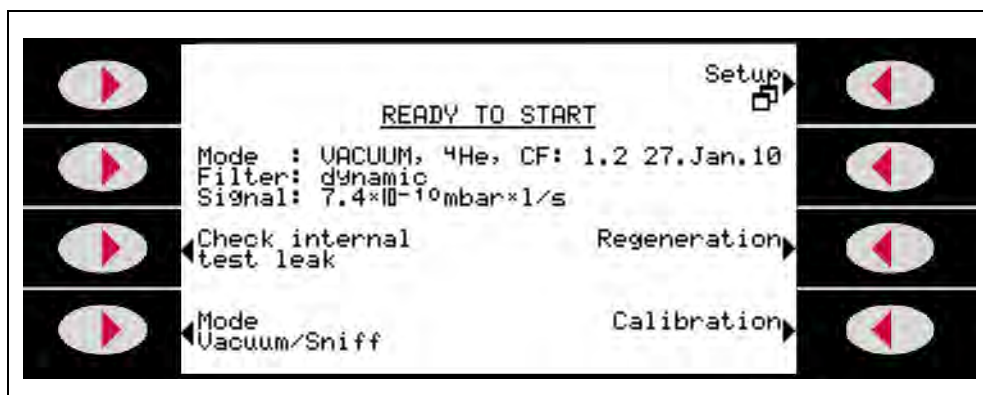 Setup
READY TO START
Mode : VACUUM, ⁴He, CF: 1.2 27.Jan.10
Filter: dynamic
Signal: 7.4×10⁻¹⁰mbar×l/s
Check internal
test leak
Regeneration
Mode
Vacuum/Sniff
Calibration